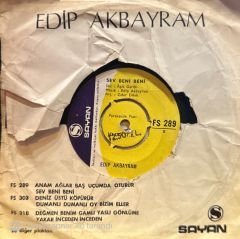 EDİP AKBAYRAM
SAYAN
SEV BENİ BENİ
FS 289
EDİP AKBAYRAM
FS 289 ANAM AĞLAR BAŞ UCUMDA OTURUR
SEV BENİ BENİ
FS 303 DENİZ ÜSTÜ KÖPÜRÜR
DUMANLI DUMANLI OY BİZİM ELLER
FS 318 DEĞMEN BENİM GAMLI YASLI GÖNLÜME
YAKAR İNCEDEN İNCEDEN
diğer plakları
SAYAN